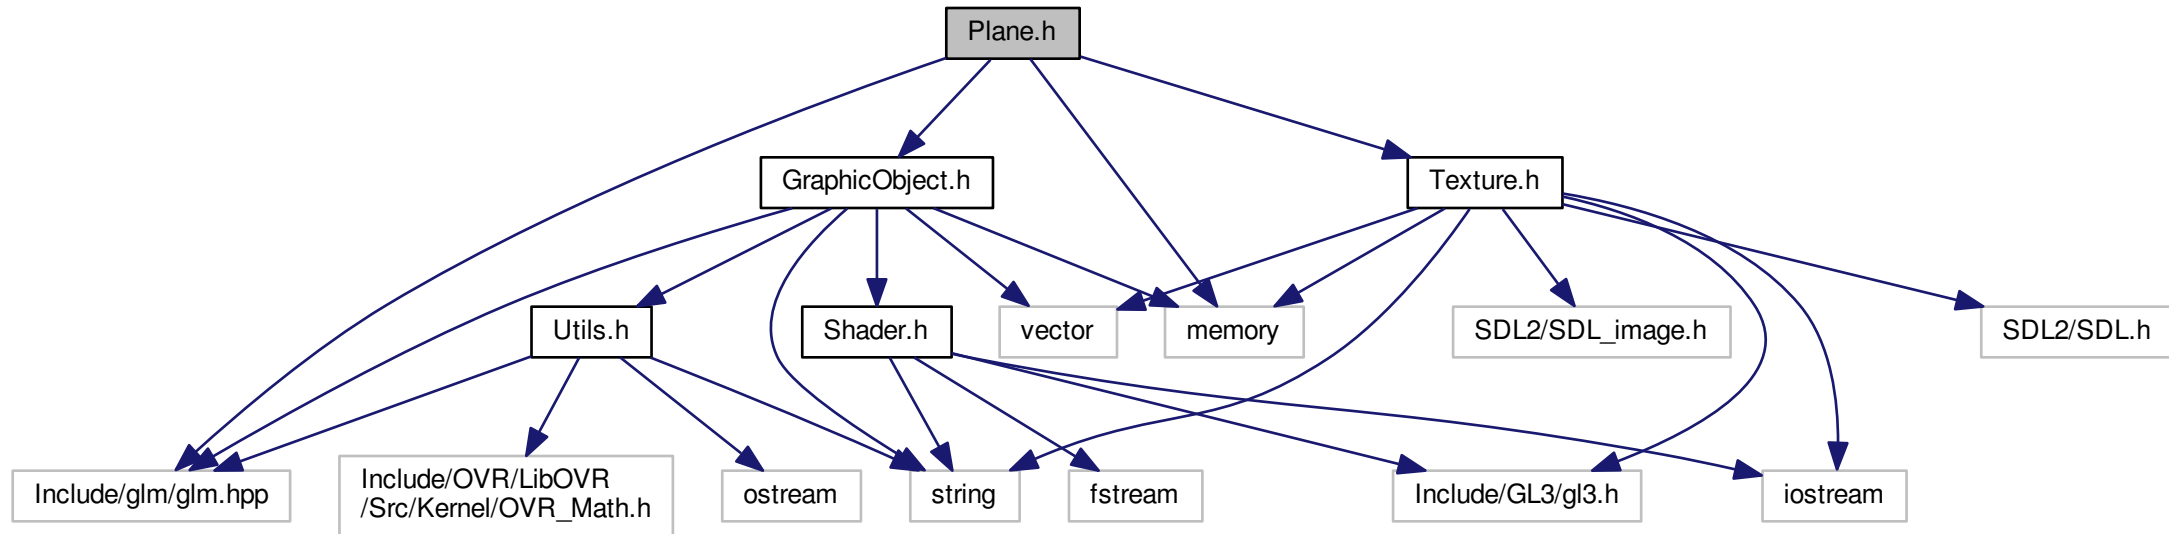 Plane.h
GraphicObject.h
Texture.h
Utils.h
Shader.h
vector
memory
SDL2/SDL_image.h
SDL2/SDL.h
Include/glm/glm.hpp
Include/OVR/LibOVR
/Src/Kernel/OVR_Math.h
ostream
string
fstream
Include/GL3/gl3.h
iostream